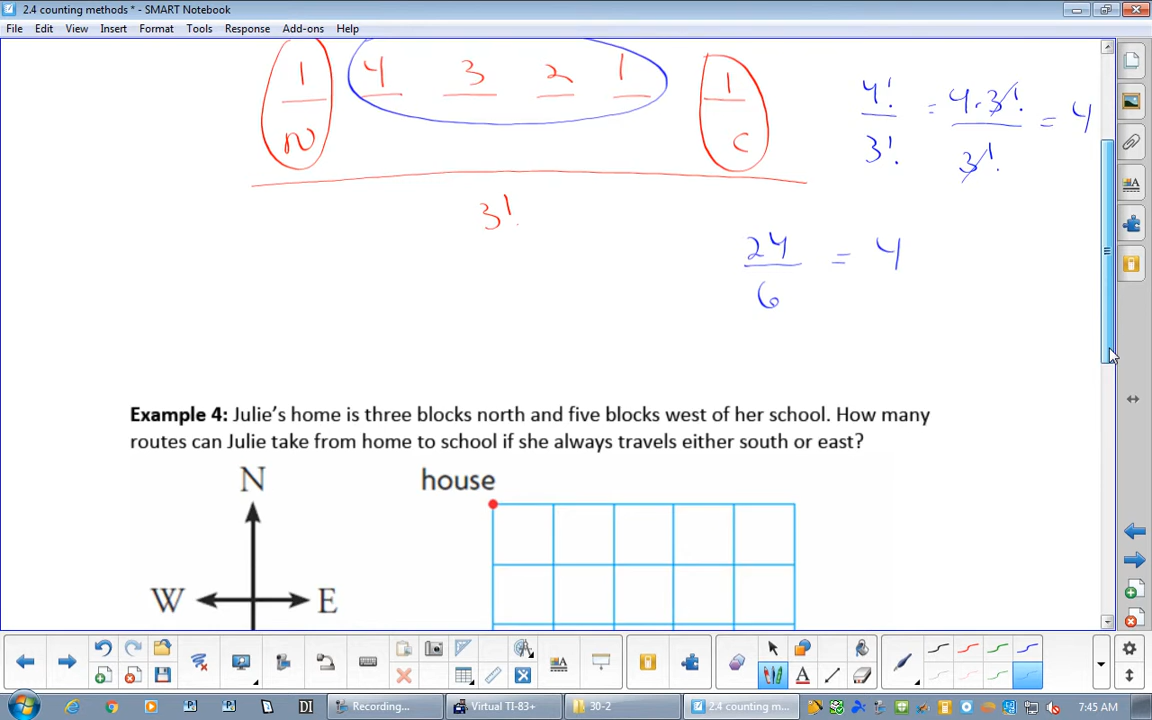 2.4 counting methods * - SMART Notebook
File Edit View Insert Format Tools Response Help
1 4 3 2 1 1
N C
3!
4!/3! = 4·3!/3! = 4
24/6 = 4
Example 4: Julie's home is three blocks north and five blocks west of her school. How many
routes can Julie take from home to school if she always travels either south or east?
N
house
W E
A
DI
Recording...
Virtual TI-83+
30-2
2.4 counting m...
7:45 AM